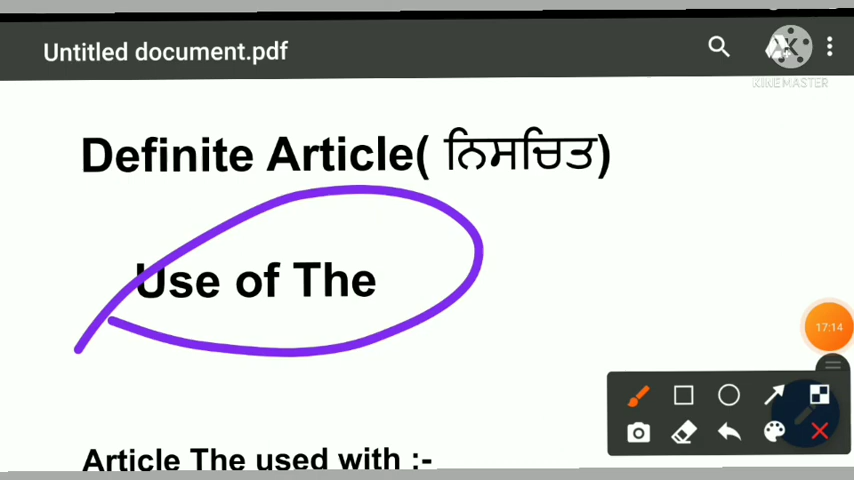 Untitled document.pdf
KINEMASTER
Definite Article( ਨਿਸਚਿਤ)
Use of The
17:14
Article The used with :-